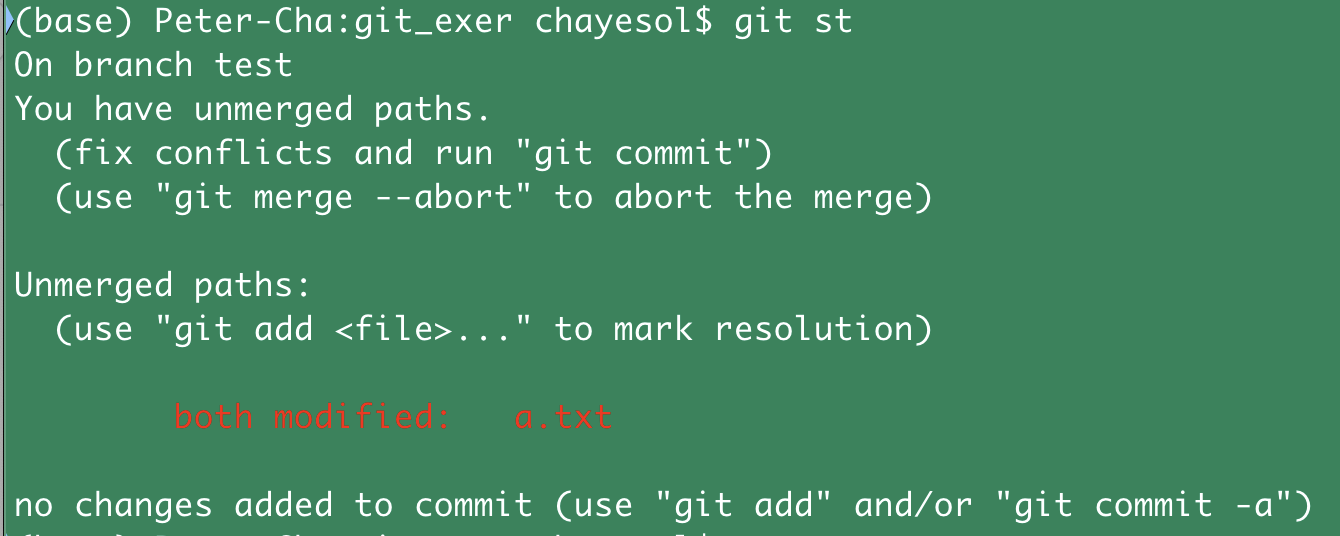 (base) Peter-Cha:git_exer chayesol$ git st
On branch test
You have unmerged paths.
  (fix conflicts and run "git commit")
  (use "git merge --abort" to abort the merge)

Unmerged paths:
  (use "git add <file>..." to mark resolution)

        both modified:   a.txt

no changes added to commit (use "git add" and/or "git commit -a")